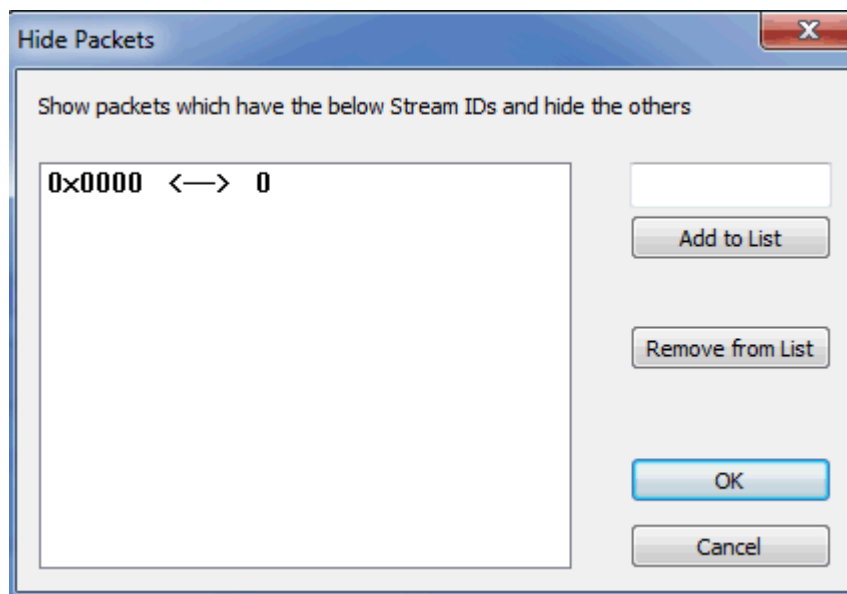 Hide Packets
Show packets which have the below Stream IDs and hide the others
0x0000 <—> 0
Add to List
Remove from List
OK
Cancel